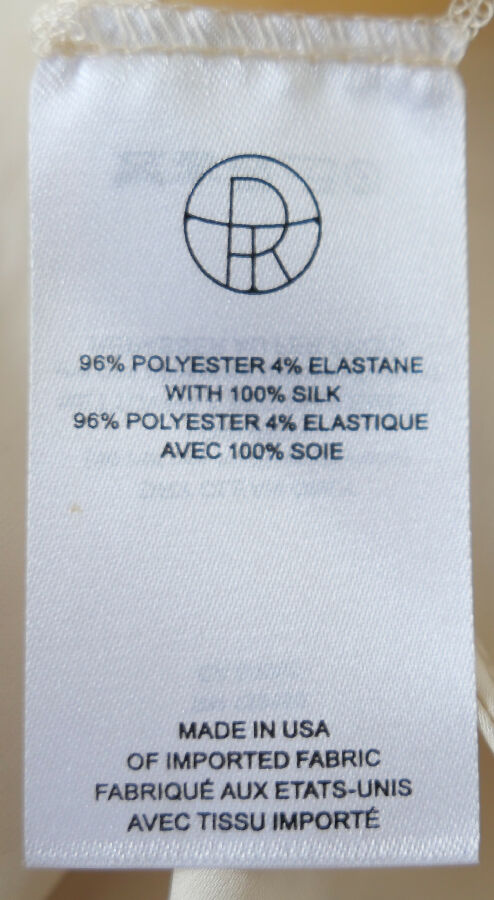 96% POLYESTER 4% ELASTANE
WITH 100% SILK
96% POLYESTER 4% ELASTIQUE
AVEC 100% SOIE
MADE IN USA
OF IMPORTED FABRIC
FABRIQUÉ AUX ETATS-UNIS
AVEC TISSU IMPORTÉ